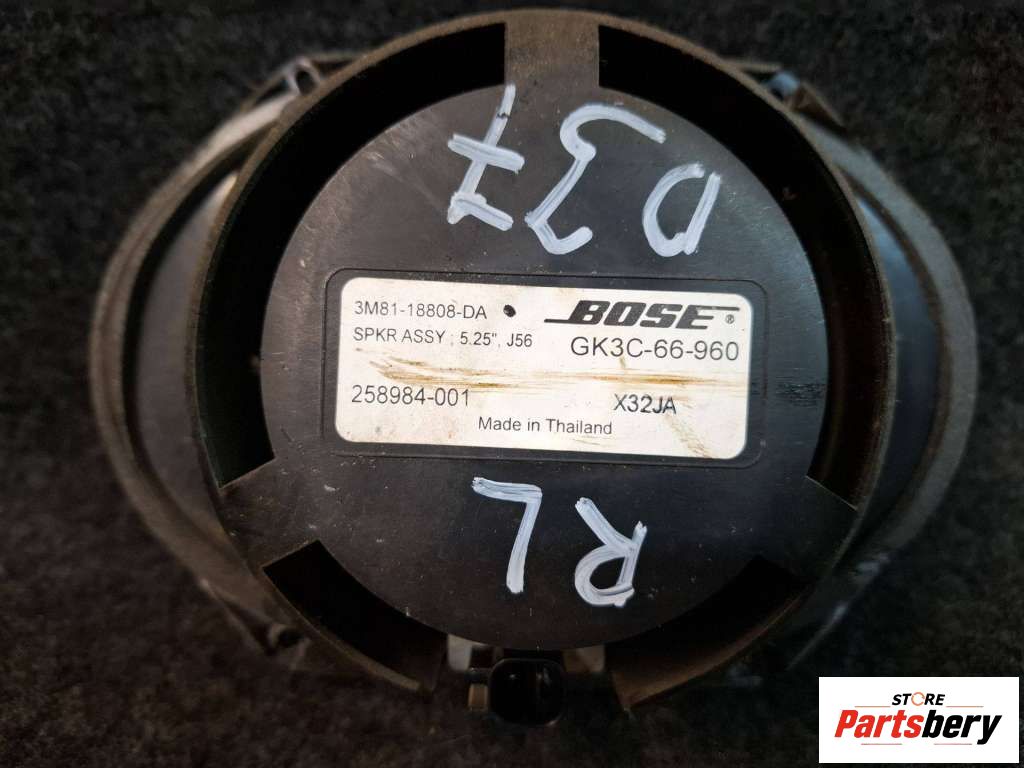 D37
3M81-18808-DA
BOSE®
SPKR ASSY ; 5.25", J56
GK3C-66-960
258984-001
X32JA
Made in Thailand
RL
STORE
Partsbery